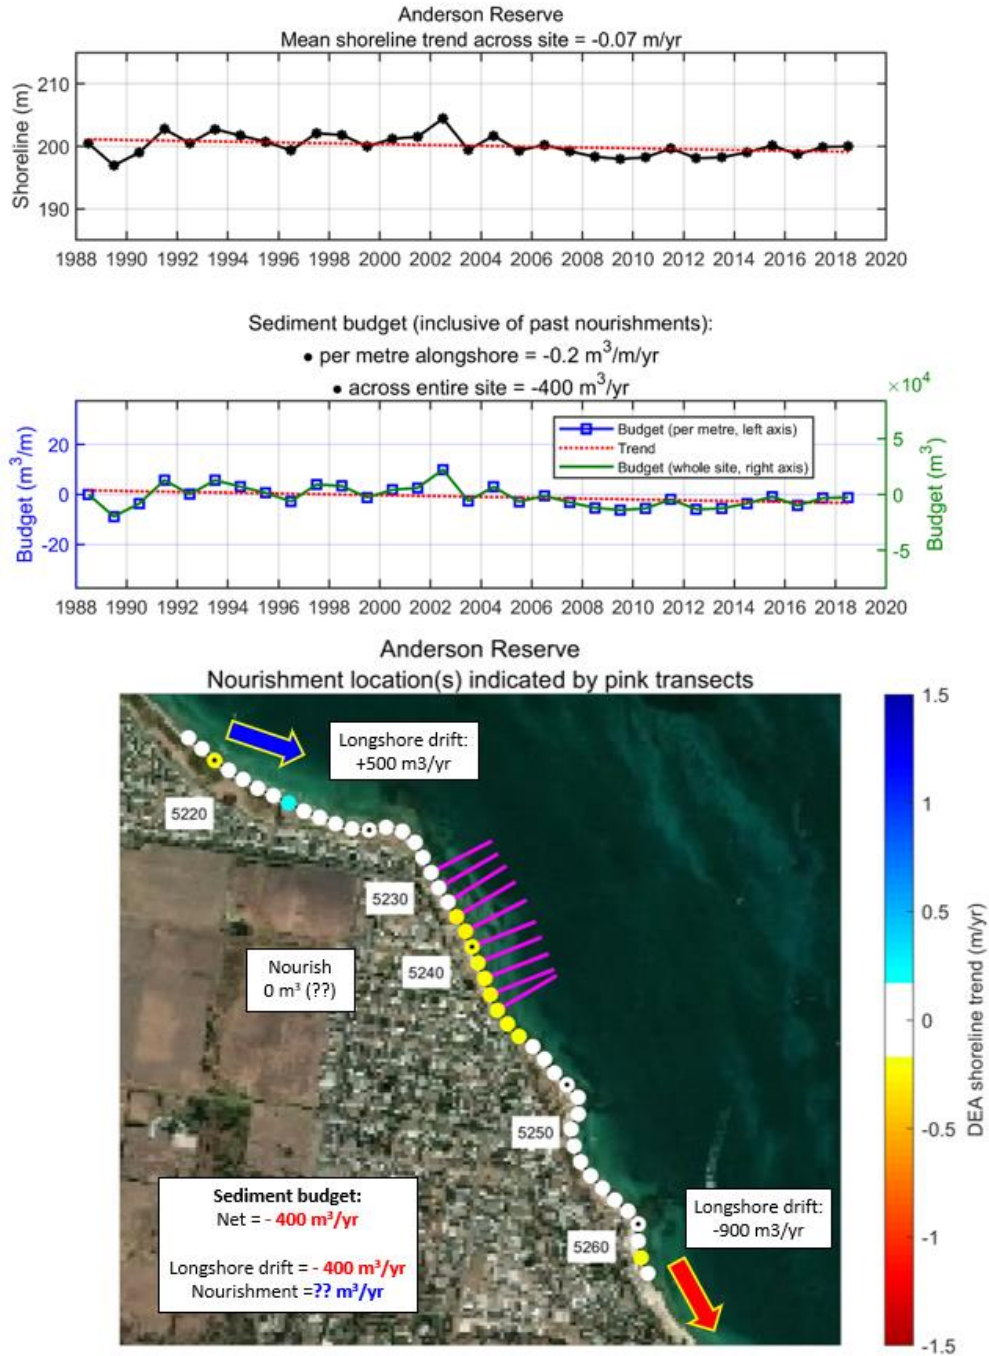 Anderson Reserve
Mean shoreline trend across site = -0.07 m/yr
Shoreline (m)
210
200
190
1988 1990 1992 1994 1996 1998 2000 2002 2004 2006 2008 2010 2012 2014 2016 2018 2020
Sediment budget (inclusive of past nourishments):
• per metre alongshore = -0.2 m³/m/yr
• across entire site = -400 m³/yr
×10⁴
Budget (m³/m)
20
0
-20
Budget (per metre, left axis)
Trend
Budget (whole site, right axis)
5
0
-5
Budget (m³)
1988 1990 1992 1994 1996 1998 2000 2002 2004 2006 2008 2010 2012 2014 2016 2018 2020
Anderson Reserve
Nourishment location(s) indicated by pink transects
Longshore drift:
+500 m3/yr
5220
5230
Nourish
0 m³ (??)
5240
5250
Sediment budget:
Net = - 400 m³/yr
Longshore drift = - 400 m³/yr
Nourishment =?? m³/yr
Longshore drift:
-900 m3/yr
5260
1.5
1
0.5
0
-0.5
-1
-1.5
DEA shoreline trend (m/yr)